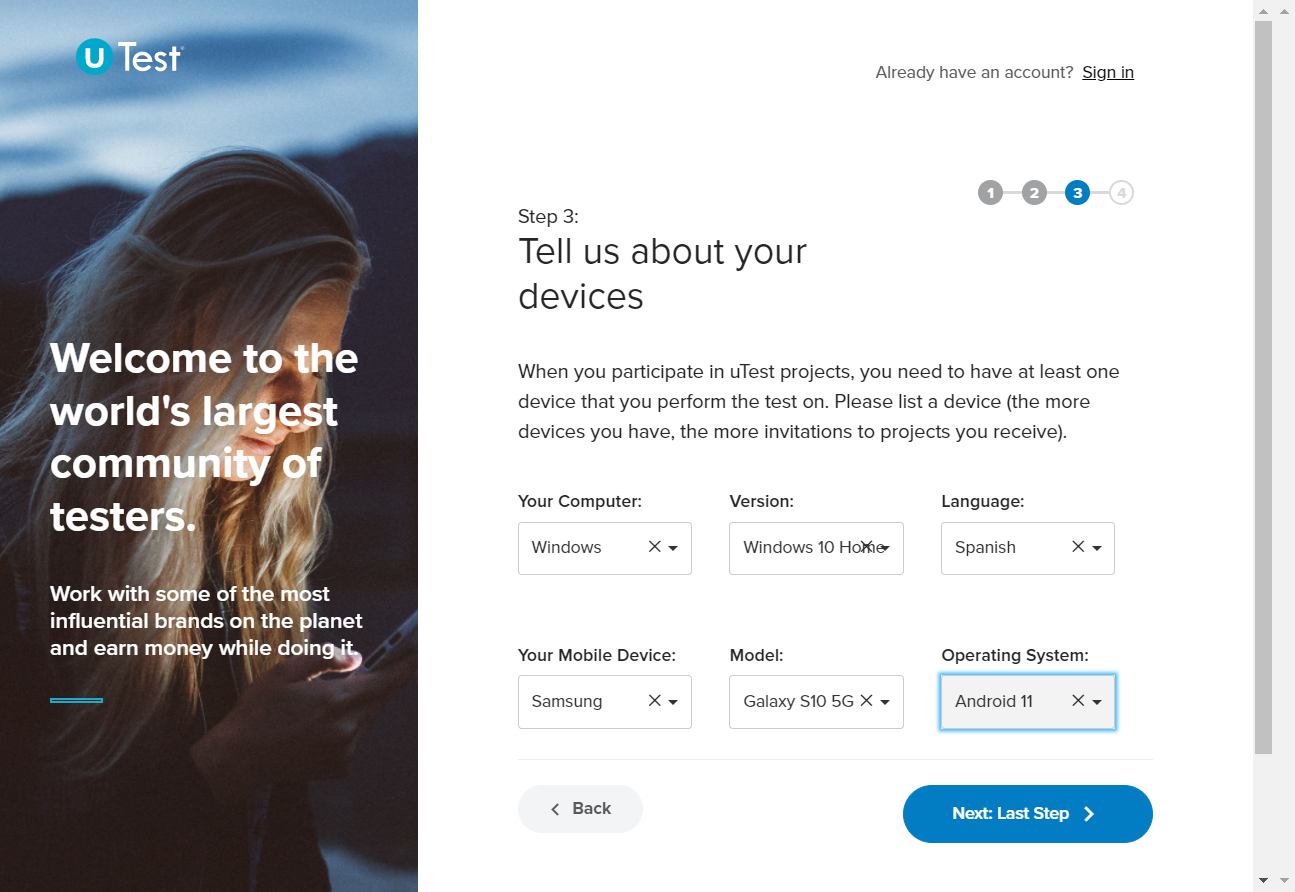 U Test
Already have an account? Sign in
1 2 3 4
Step 3:
Tell us about your
devices
Welcome to the
world's largest
community of
testers.
Work with some of the most
influential brands on the planet
and earn money while doing it.
When you participate in uTest projects, you need to have at least one
device that you perform the test on. Please list a device (the more
devices you have, the more invitations to projects you receive).
Your Computer: Version: Language:
Windows Windows 10 Home Spanish
Your Mobile Device: Model: Operating System:
Samsung Galaxy S10 5G Android 11
Back Next: Last Step